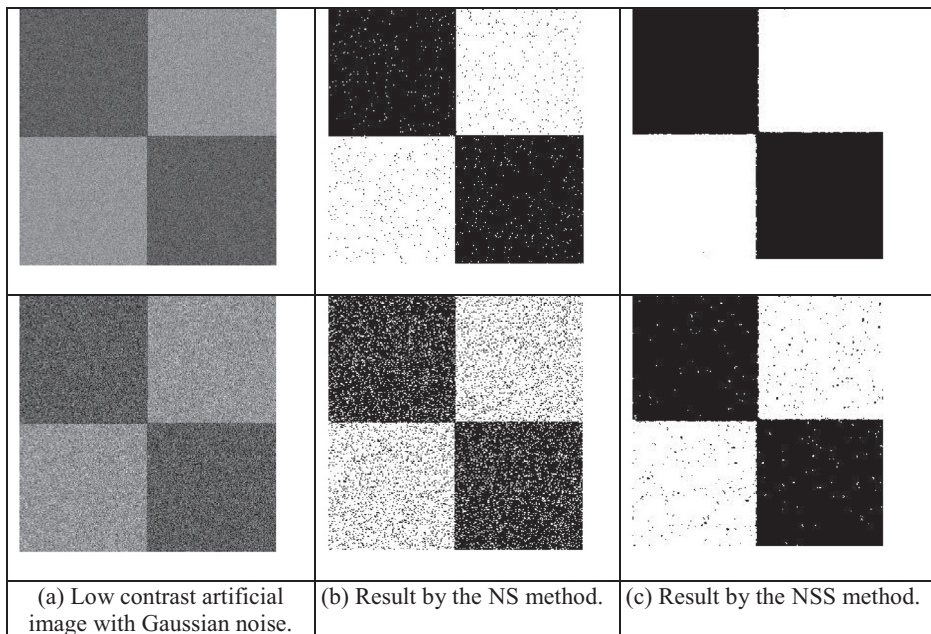 (a) Low contrast artificial
image with Gaussian noise.
(b) Result by the NS method.
(c) Result by the NSS method.